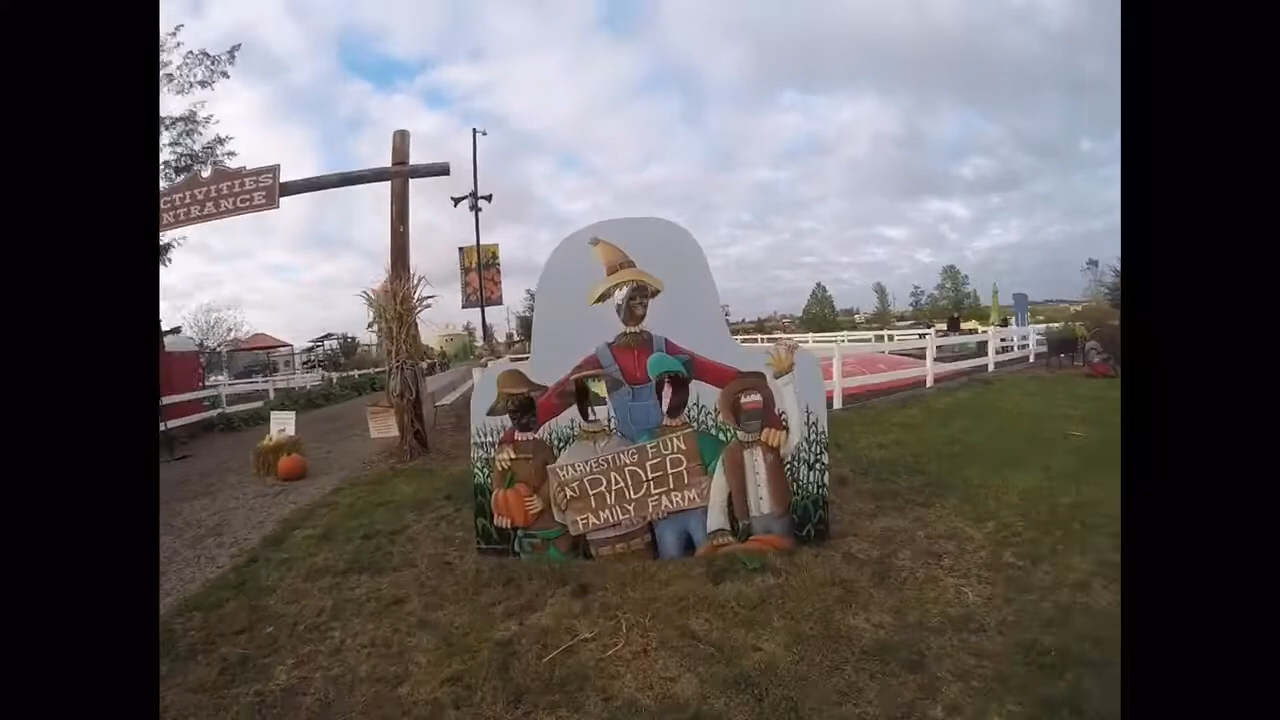 CTIVITIES
NTRANCE
HARVESTING FUN
AT RADER
FAMILY FARM